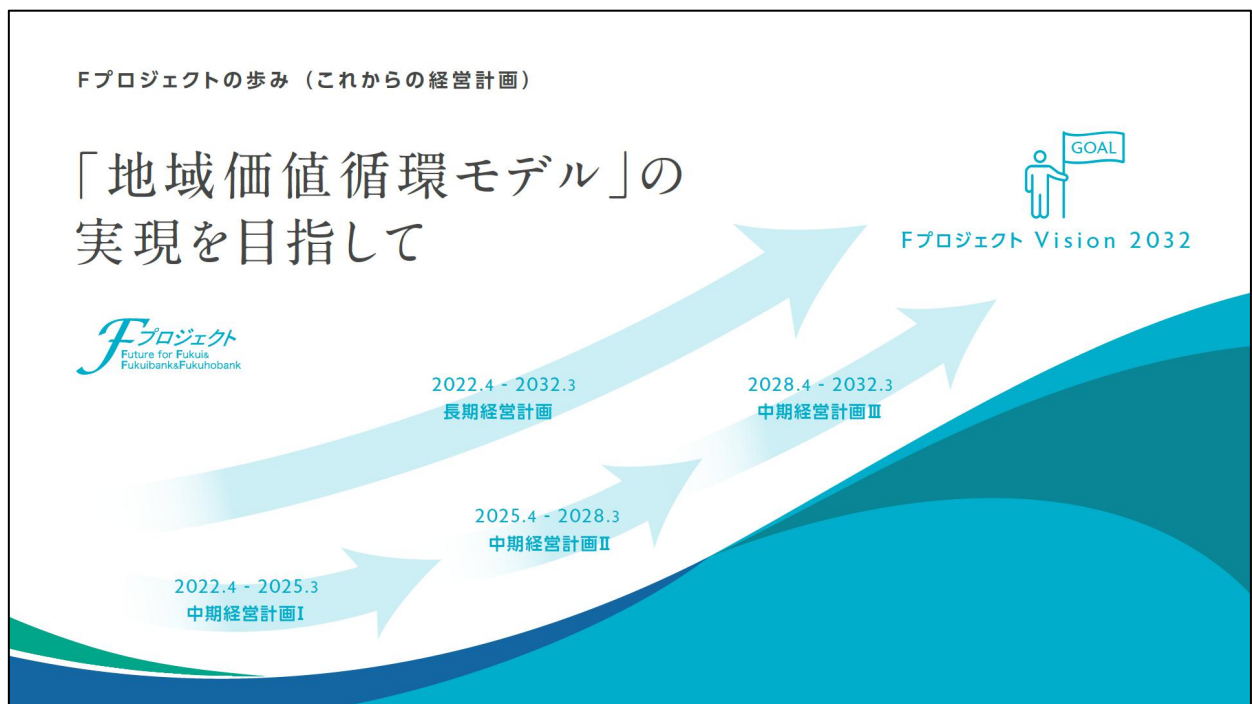 Fプロジェクトの歩み（これからの経営計画）
「地域価値循環モデル」の
実現を目指して
GOAL
Fプロジェクト Vision 2032
Fプロジェクト
Future for Fukui&
Fukuibank&Fukuhobank
2022.4 - 2032.3
長期経営計画
2028.4 - 2032.3
中期経営計画Ⅲ
2025.4 - 2028.3
中期経営計画Ⅱ
2022.4 - 2025.3
中期経営計画Ⅰ